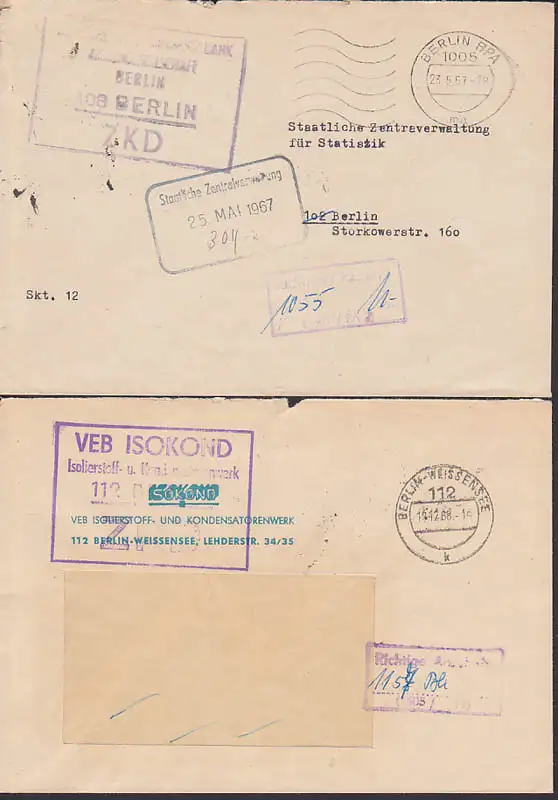 BANK
BERLIN
108 BERLIN
ZKD
BERLIN BPA
1005
23.5.67-18
Staatliche Zentraverwaltung
für Statistik
Staatliche Zentralverwaltung
25. MAI 1967
102 Berlin
Storkowerstr. 160
Skt. 12
1055
VEB ISOKOND
Isolierstoff- u.
112
ISOKOND
VEB ISOLIERSTOFF- UND KONDENSATORENWERK
112 BERLIN-WEISSENSEE, LEHDERSTR. 34/35
BERLIN-WEISSENSEE
112
k
Richtige